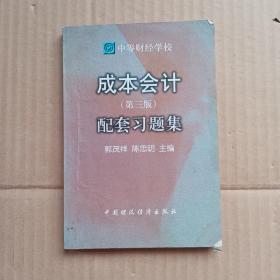 中等财经学校
成本会计
(第三版)
配套习题集
郭茂祥 陈忠明 主编
中国财政经济出版社